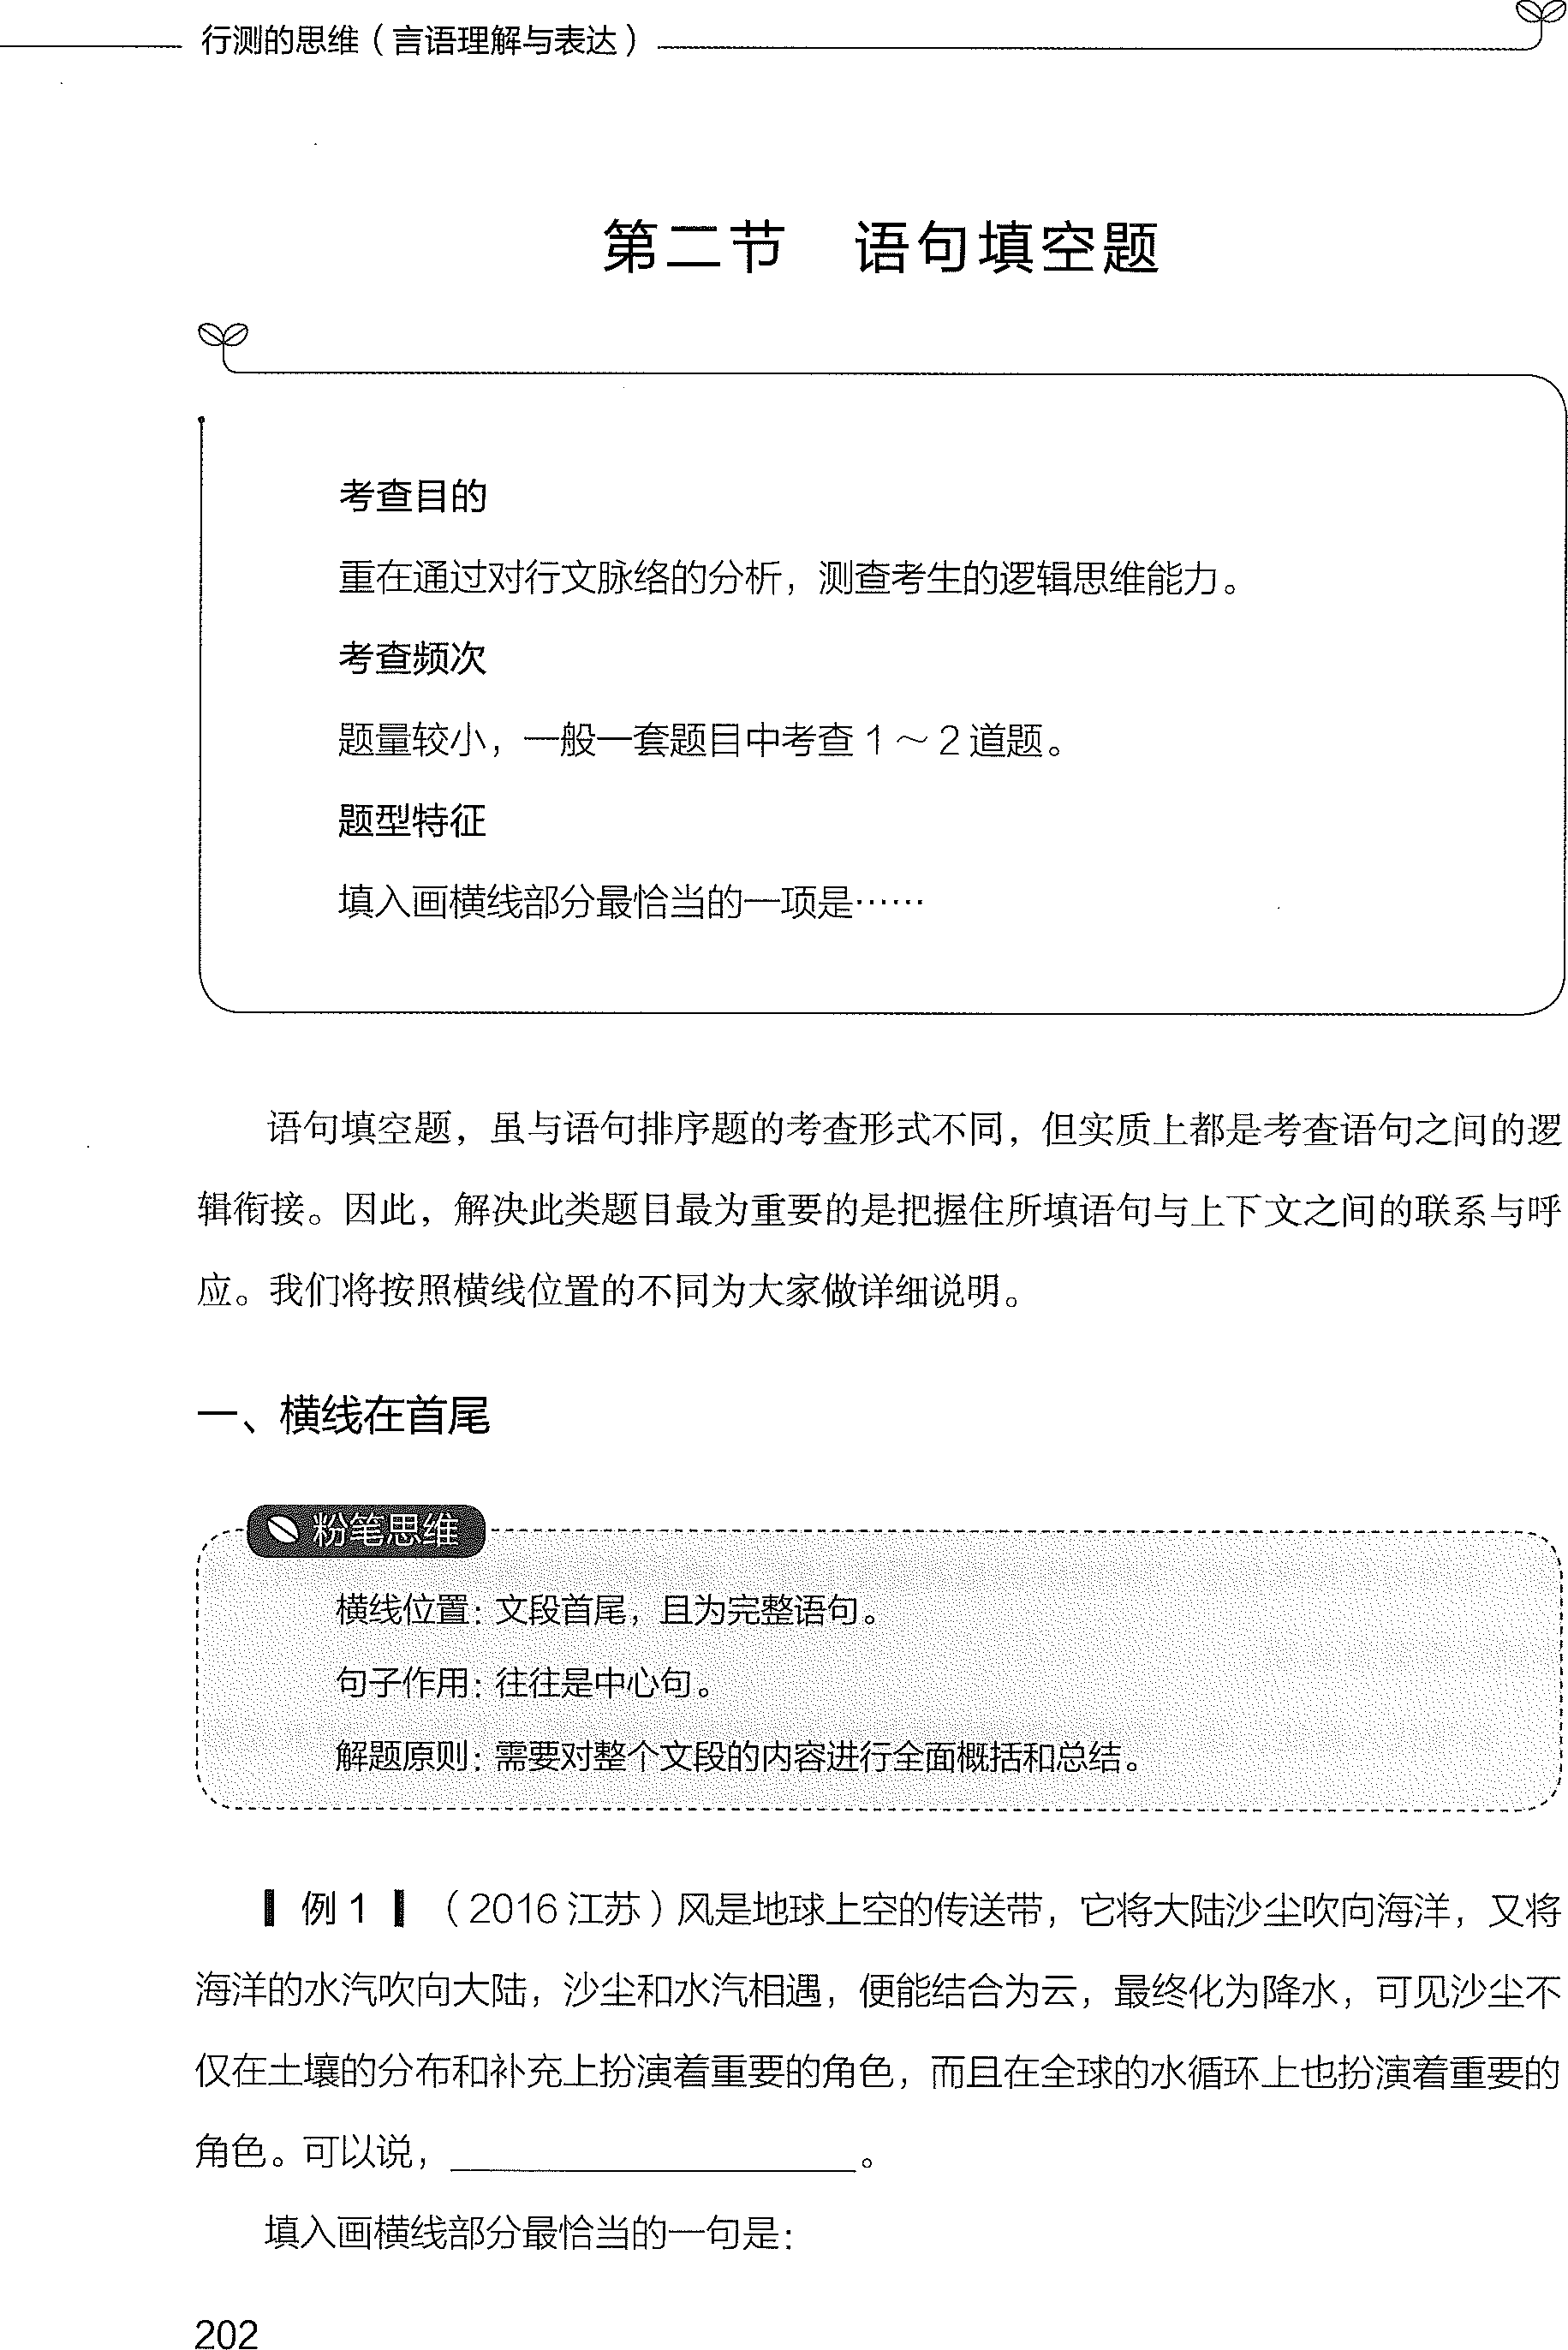 行测的思维（言语理解与表达）
第二节 语句填空题
考查目的
重在通过对行文脉络的分析，测查考生的逻辑思维能力。
考查频次
题量较小，一般一套题目中考查 1～2 道题。
题型特征
填入画横线部分最恰当的一项是……
语句填空题，虽与语句排序题的考查形式不同，但实质上都是考查语句之间的逻
辑衔接。因此，解决此类题目最为重要的是把握住所填语句与上下文之间的联系与呼
应。我们将按照横线位置的不同为大家做详细说明。
一、横线在首尾
粉笔思维
横线位置：文段首尾，且为完整语句。
句子作用：往往是中心句。
解题原则：需要对整个文段的内容进行全面概括和总结。
例 1 （2016 江苏）风是地球上空的传送带，它将大陆沙尘吹向海洋，又将
海洋的水汽吹向大陆，沙尘和水汽相遇，便能结合为云，最终化为降水，可见沙尘不
仅在土壤的分布和补充上扮演着重要的角色，而且在全球的水循环上也扮演着重要的
角色。可以说，____________________。
填入画横线部分最恰当的一句是：
202